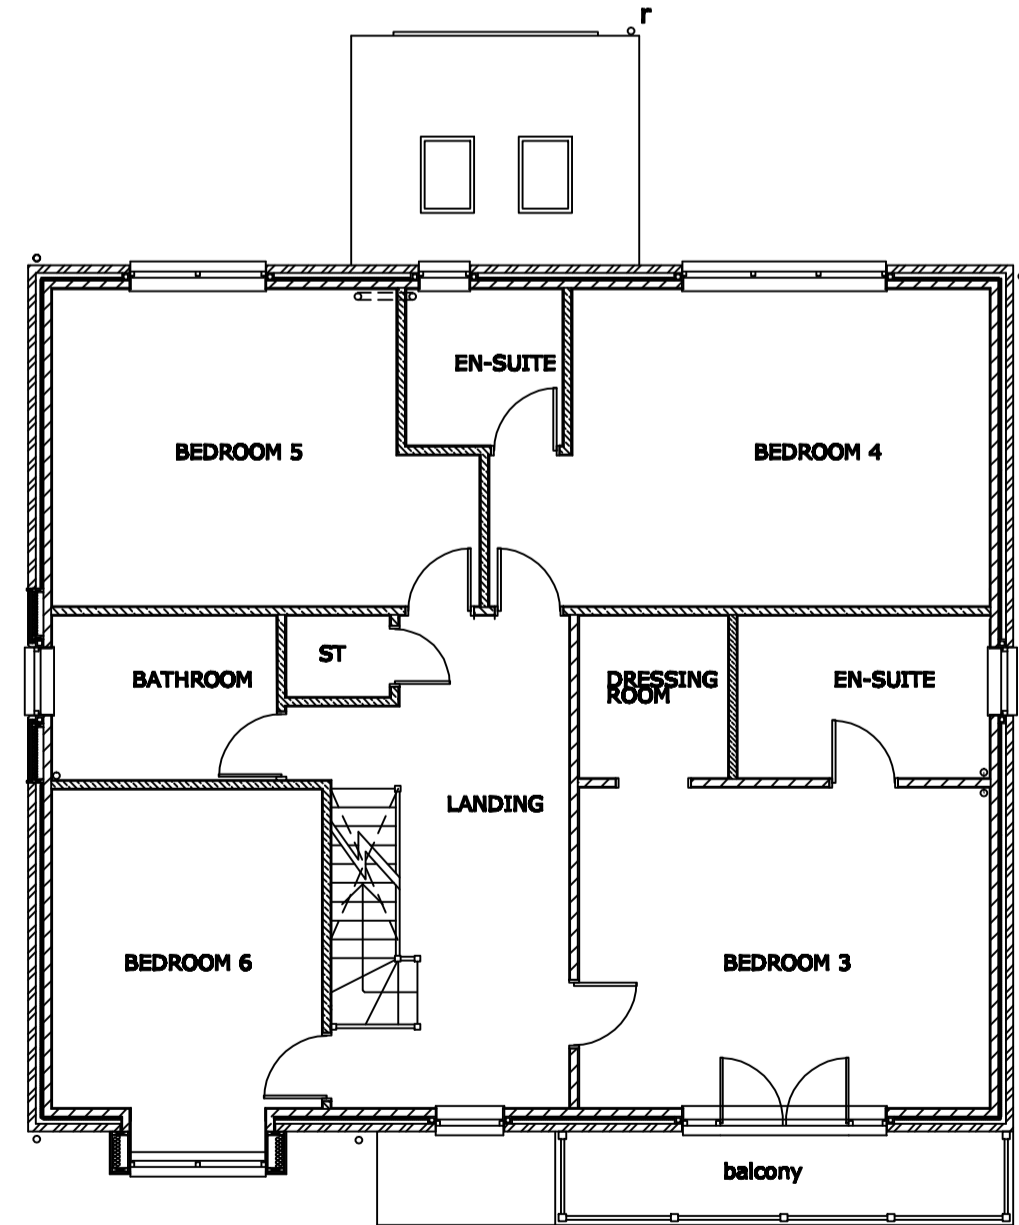 r
EN-SUITE
BEDROOM 5
BEDROOM 4
ST
BATHROOM
DRESSING
ROOM
EN-SUITE
LANDING
BEDROOM 6
BEDROOM 3
balcony